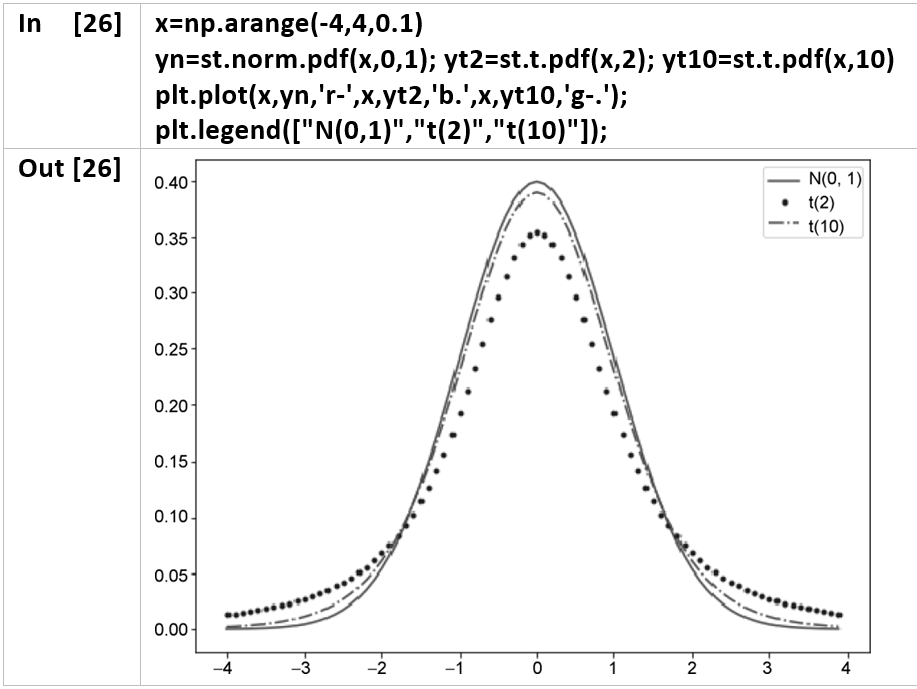 In [26]
x=np.arange(-4,4,0.1)
yn=st.norm.pdf(x,0,1); yt2=st.t.pdf(x,2); yt10=st.t.pdf(x,10)
plt.plot(x,yn,'r-',x,yt2,'b.',x,yt10,'g-.');
plt.legend(["N(0,1)","t(2)","t(10)"]);
Out [26]
N(0, 1)
t(2)
t(10)
0.40
0.35
0.30
0.25
0.20
0.15
0.10
0.05
0.00
−4 −3 −2 −1 0 1 2 3 4